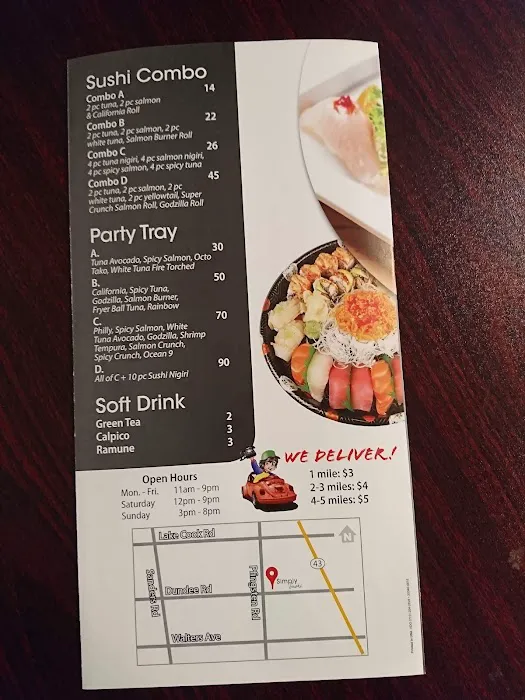 Sushi Combo
Combo A 14
2 pc tuna, 2 pc salmon
& California Roll
Combo B 22
2 pc tuna, 2 pc salmon, 2 pc
white tuna, Salmon Burner Roll
Combo C 26
4 pc tuna nigiri, 4 pc salmon nigiri,
4 pc spicy salmon, 4 pc spicy tuna
Combo D 45
2 pc tuna, 2 pc salmon, 2 pc
white tuna, 2 pc yellowtail, Super
Crunch Salmon Roll, Godzilla Roll
Party Tray
A. 30
Tuna Avocado, Spicy Salmon, Octo
Tako, White Tuna Fire Torched
B. 50
California, Spicy Tuna,
Godzilla, Salmon Burner,
Fryer Ball Tuna, Rainbow
C. 70
Philly, Spicy Salmon, White
Tuna Avocado, Godzilla, Shrimp
Tempura, Salmon Crunch,
Spicy Crunch, Ocean 9
D. 90
All of C + 10 pc Sushi Nigiri
Soft Drink
Green Tea 2
Calpico 3
Ramune 3
WE DELIVER.!
1 mile: $3
2-3 miles: $4
4-5 miles: $5
Open Hours
Mon. - Fri. 11am - 9pm
Saturday 12pm - 9pm
Sunday 3pm - 8pm
Lake Cook Rd
N
43
Sanders Rd
Pfingsten Rd
Simply
Dundee Rd
Walters Ave